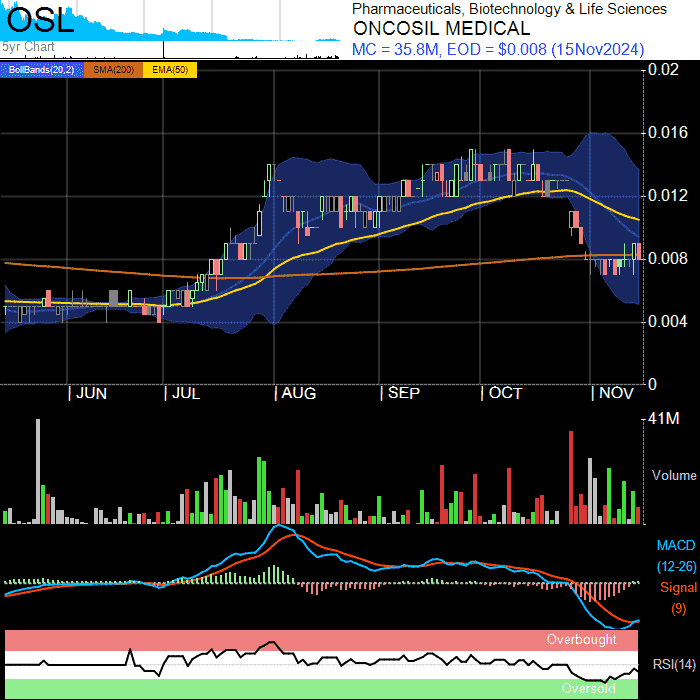 OSL
5yr Chart
Pharmaceuticals, Biotechnology & Life Sciences
ONCOSIL MEDICAL
MC = 35.8M, EOD = $0.008 (15Nov2024)
BollBands(20,2) SMA(200) EMA(50)
0.02
0.016
0.012
0.008
0.004
0
JUN JUL AUG SEP OCT NOV
41M
Volume
MACD
(12-26)
Signal
(9)
Overbought
RSI(14)
Oversold